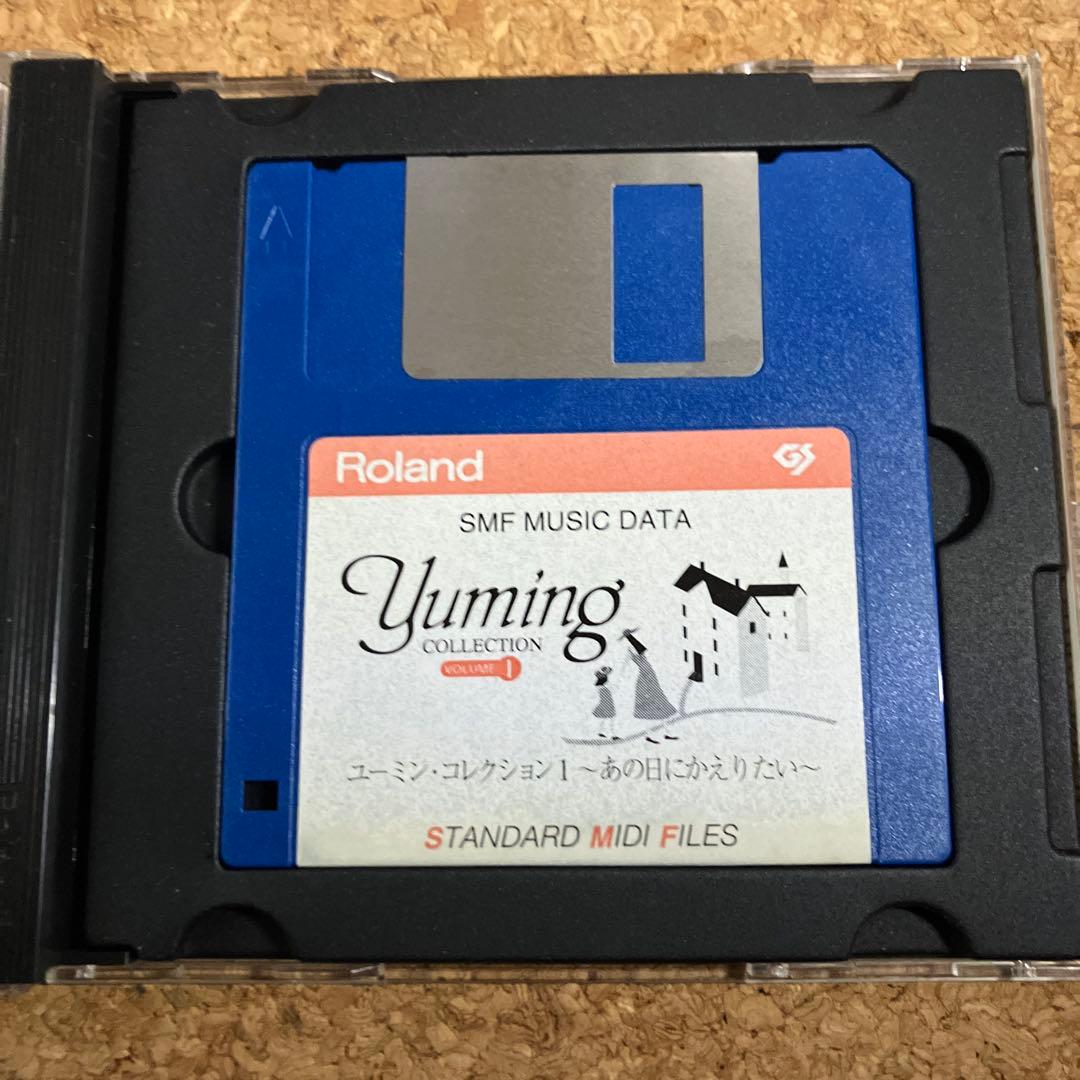 Roland
GS
SMF MUSIC DATA
Yuming
COLLECTION
VOLUME 1
ユーミン・コレクション1〜あの日にかえりたい〜
STANDARD MIDI FILES